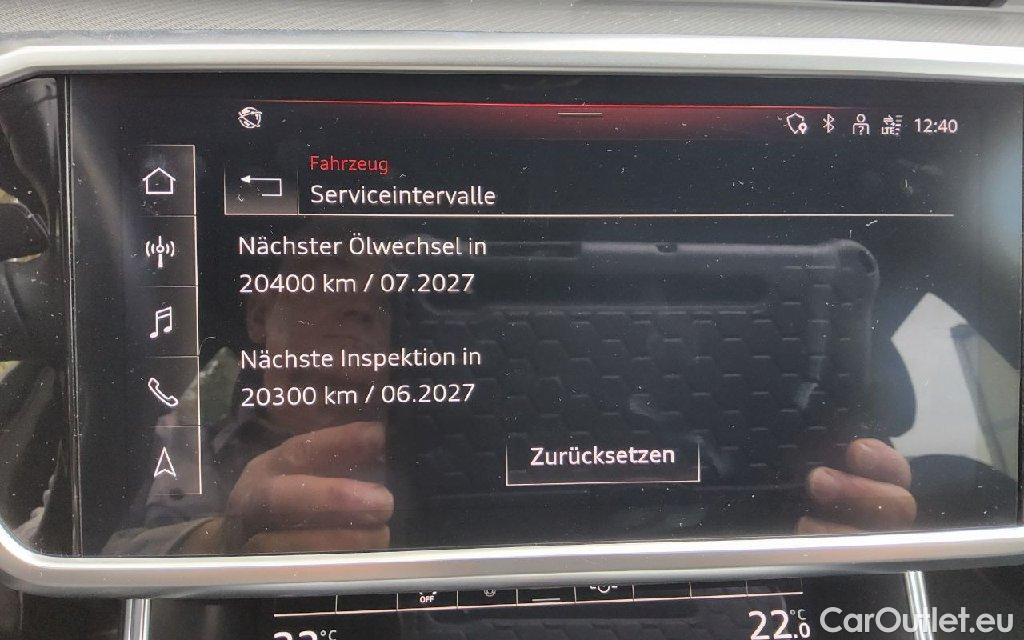 12:40
LTE
Fahrzeug
Serviceintervalle
Nächster Ölwechsel in
20400 km / 07.2027
Nächste Inspektion in
20300 km / 06.2027
Zurücksetzen
OFF
22.0°C
CarOutlet.eu